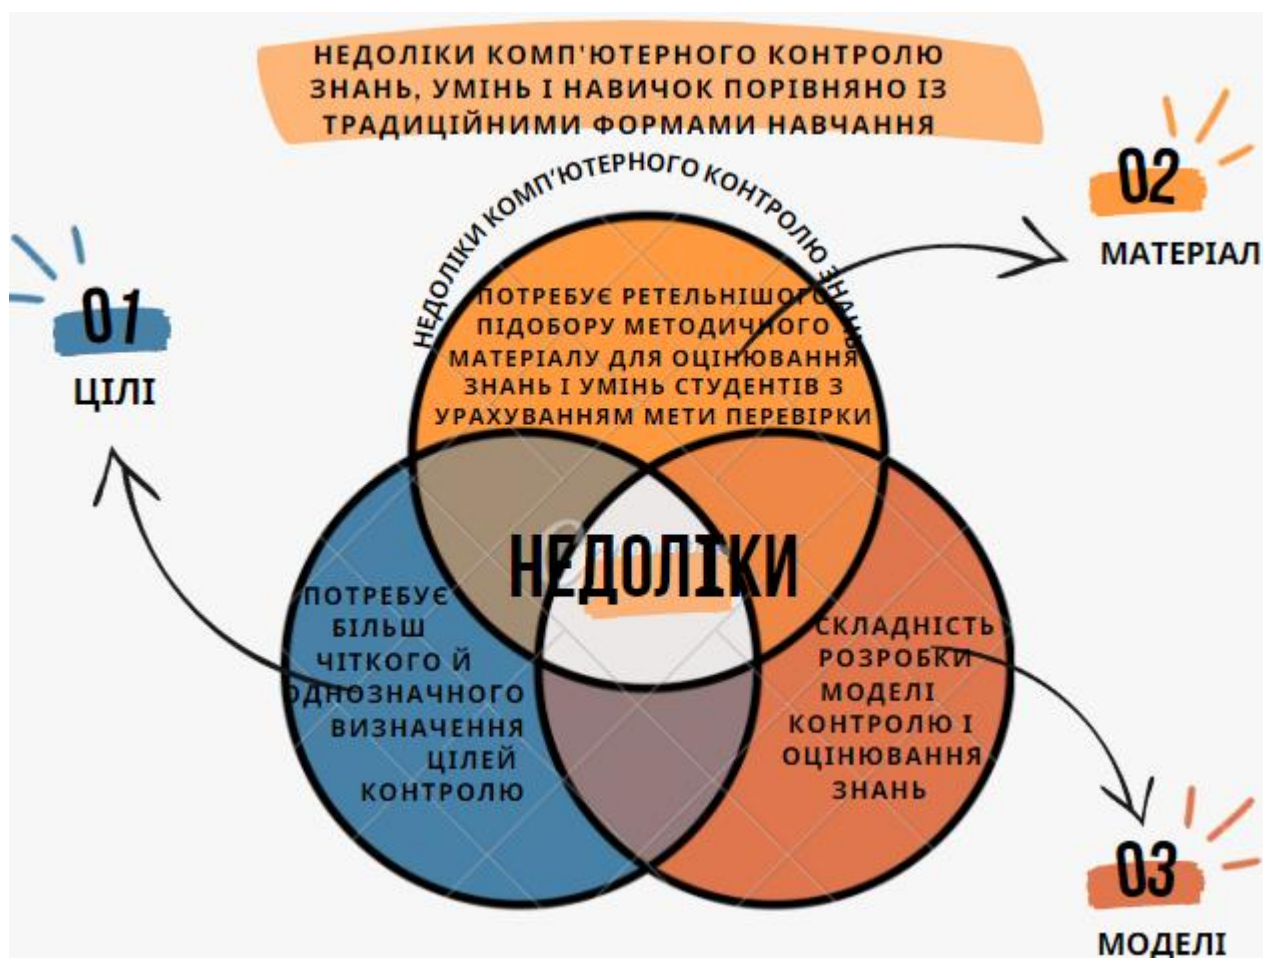 НЕДОЛІКИ КОМП'ЮТЕРНОГО КОНТРОЛЮ
ЗНАНЬ, УМІНЬ І НАВИЧОК ПОРІВНЯНО ІЗ
ТРАДИЦІЙНИМИ ФОРМАМИ НАВЧАННЯ
НЕДОЛІКИ КОМП'ЮТЕРНОГО КОНТРОЛЮ ЗНАНЬ
02
МАТЕРІАЛ
01
ЦІЛІ
ПОТРЕБУЄ РЕТЕЛЬНІШОГО
ПІДОБОРУ МЕТОДИЧНОГО
МАТЕРІАЛУ ДЛЯ ОЦІНЮВАННЯ
ЗНАНЬ І УМІНЬ СТУДЕНТІВ З
УРАХУВАННЯМ МЕТИ ПЕРЕВІРКИ
НЕДОЛІКИ
ПОТРЕБУЄ
БІЛЬШ
ЧІТКОГО Й
ОДНОЗНАЧНОГО
ВИЗНАЧЕННЯ
ЦІЛЕЙ
КОНТРОЛЮ
СКЛАДНІСТЬ
РОЗРОБКИ
МОДЕЛІ
КОНТРОЛЮ І
ОЦІНЮВАННЯ
ЗНАНЬ
03
МОДЕЛІ